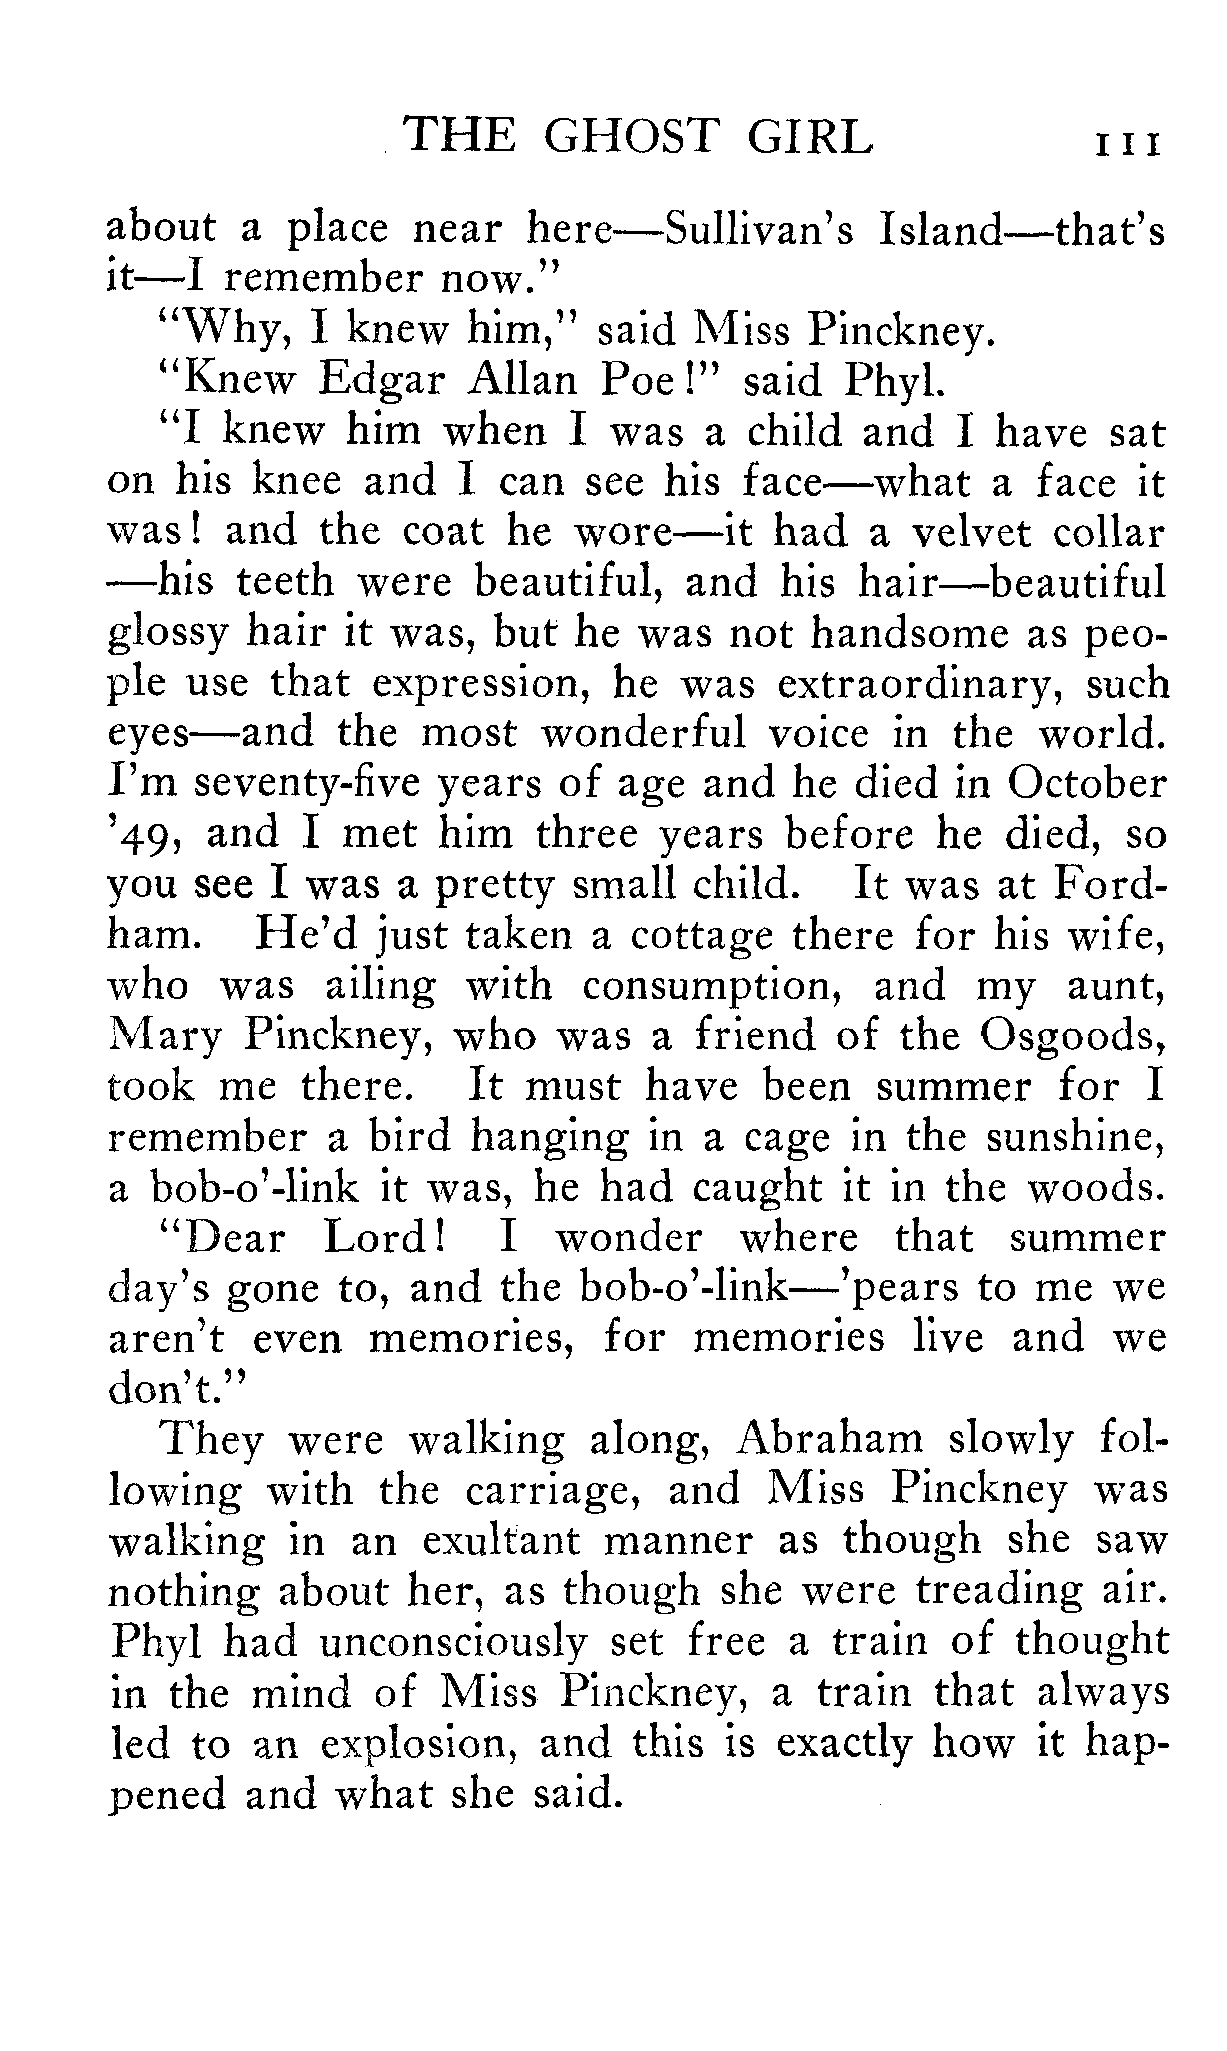 THE GHOST GIRL 111
about a place near here—Sullivan's Island—that's
it—I remember now."
"Why, I knew him," said Miss Pinckney.
"Knew Edgar Allan Poe!" said Phyl.
"I knew him when I was a child and I have sat
on his knee and I can see his face—what a face it
was! and the coat he wore—it had a velvet collar
—his teeth were beautiful, and his hair—beautiful
glossy hair it was, but he was not handsome as peo-
ple use that expression, he was extraordinary, such
eyes—and the most wonderful voice in the world.
I'm seventy-five years of age and he died in October
'49, and I met him three years before he died, so
you see I was a pretty small child. It was at Ford-
ham. He'd just taken a cottage there for his wife,
who was ailing with consumption, and my aunt,
Mary Pinckney, who was a friend of the Osgoods,
took me there. It must have been summer for I
remember a bird hanging in a cage in the sunshine,
a bob-o'-link it was, he had caught it in the woods.
"Dear Lord! I wonder where that summer
day's gone to, and the bob-o'-link—'pears to me we
aren't even memories, for memories live and we
don't."
They were walking along, Abraham slowly fol-
lowing with the carriage, and Miss Pinckney was
walking in an exultant manner as though she saw
nothing about her, as though she were treading air.
Phyl had unconsciously set free a train of thought
in the mind of Miss Pinckney, a train that always
led to an explosion, and this is exactly how it hap-
pened and what she said.